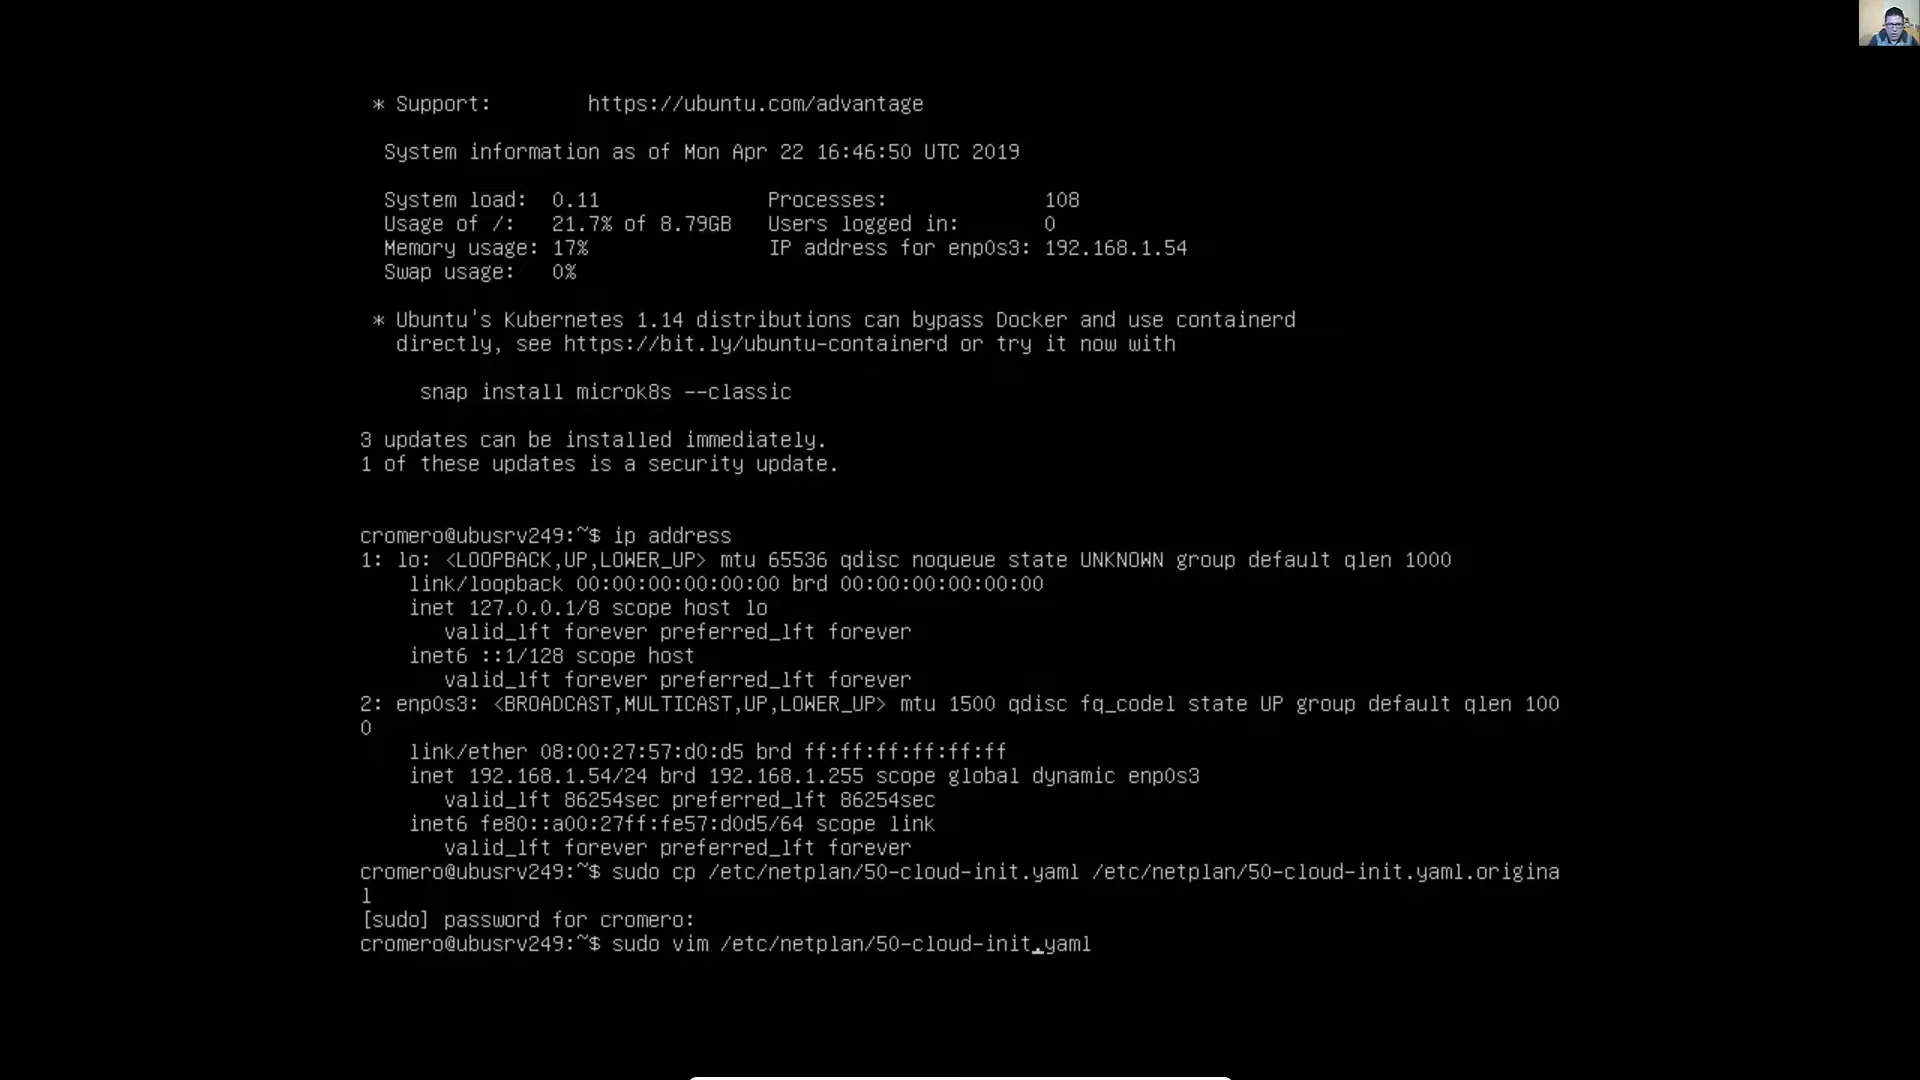 * Support:        https://ubuntu.com/advantage
System information as of Mon Apr 22 16:46:50 UTC 2019
System load:  0.11              Processes:             108
Usage of /:   21.7% of 8.79GB   Users logged in:       0
Memory usage: 17%               IP address for enp0s3: 192.168.1.54
Swap usage:   0%
* Ubuntu's Kubernetes 1.14 distributions can bypass Docker and use containerd
directly, see https://bit.ly/ubuntu-containerd or try it now with
snap install microk8s --classic
3 updates can be installed immediately.
1 of these updates is a security update.
cromero@ubusrv249:~$ ip address
1: lo: <LOOPBACK,UP,LOWER_UP> mtu 65536 qdisc noqueue state UNKNOWN group default qlen 1000
link/loopback 00:00:00:00:00:00 brd 00:00:00:00:00:00
inet 127.0.0.1/8 scope host lo
valid_lft forever preferred_lft forever
inet6 ::1/128 scope host
valid_lft forever preferred_lft forever
2: enp0s3: <BROADCAST,MULTICAST,UP,LOWER_UP> mtu 1500 qdisc fq_codel state UP group default qlen 100
0
link/ether 08:00:27:57:d0:d5 brd ff:ff:ff:ff:ff:ff
inet 192.168.1.54/24 brd 192.168.1.255 scope global dynamic enp0s3
valid_lft 86254sec preferred_lft 86254sec
inet6 fe80::a00:27ff:fe57:d0d5/64 scope link
valid_lft forever preferred_lft forever
cromero@ubusrv249:~$ sudo cp /etc/netplan/50-cloud-init.yaml /etc/netplan/50-cloud-init.yaml.origina
l
[sudo] password for cromero:
cromero@ubusrv249:~$ sudo vim /etc/netplan/50-cloud-init.yaml